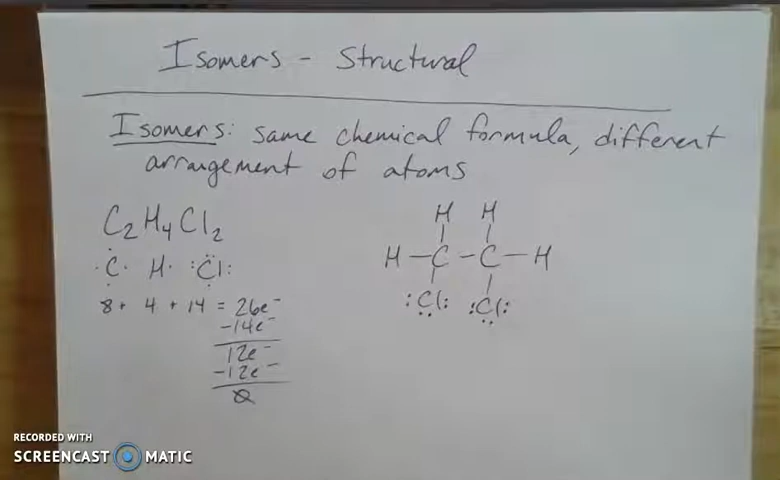 Isomers - Structural
Isomers: same chemical formula, different
arrangement of atoms
C₂H₄Cl₂
·C· H· :Cl:
8 + 4 + 14 = 26e⁻
-14e⁻
12e⁻
-12e⁻
0
H H
H-C-C-H
:Cl: :Cl:
RECORDED WITH
SCREENCAST MATIC